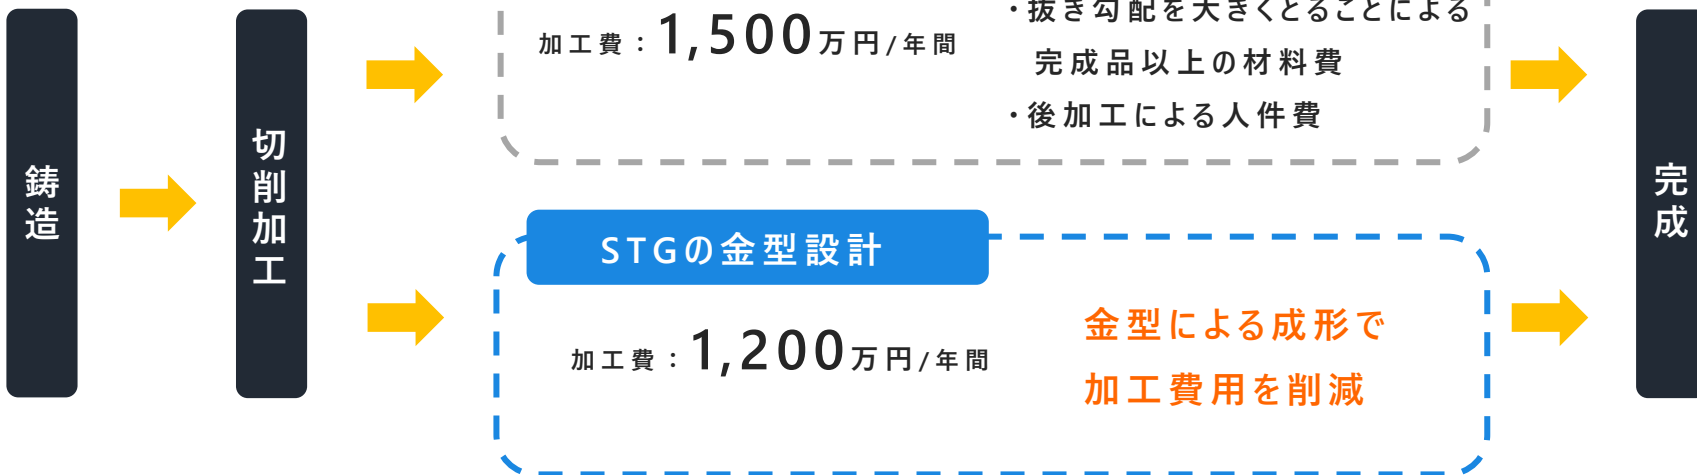 鋳造
切削加工
加工費：1,500万円/年間
・抜き勾配を大きくとることによる
完成品以上の材料費
・後加工による人件費
STGの金型設計
加工費：1,200万円/年間
金型による成形で
加工費用を削減
完成